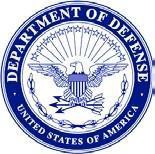 DEPARTMENT OF DEFENSE
UNITED STATES OF AMERICA